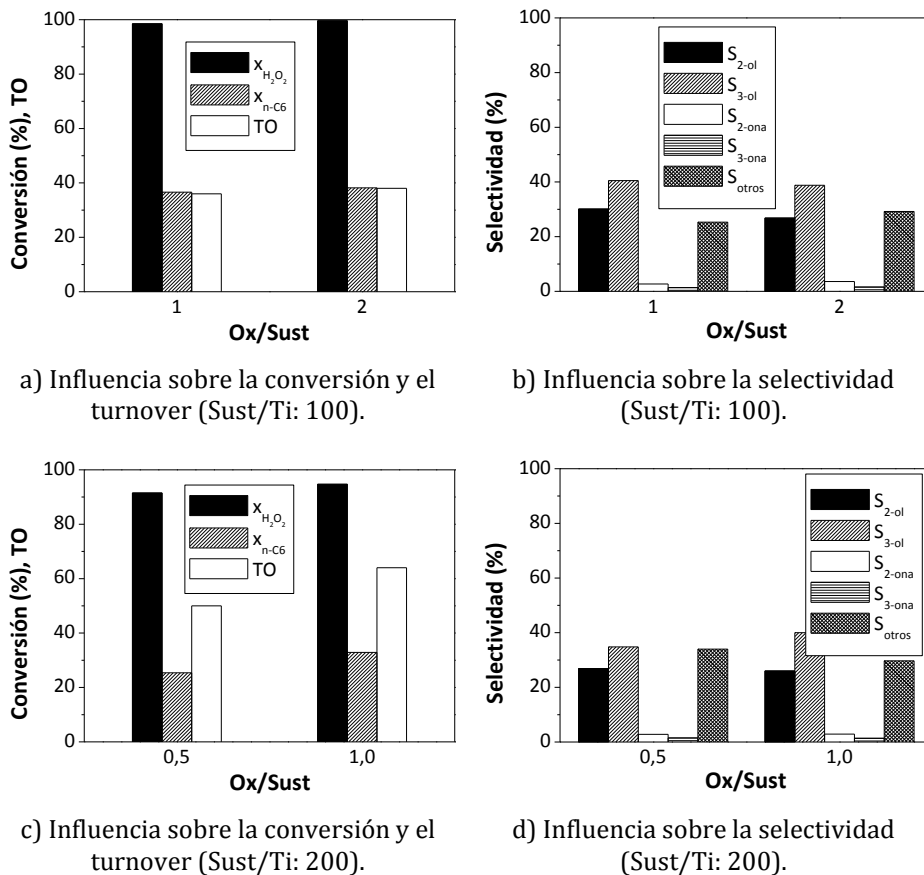 100
80
60
40
20
0
Conversión (%), TO
x H₂O₂
x n-C6
TO
1
2
Ox/Sust
100
80
60
40
20
0
Selectividad (%)
S 2-ol
S 3-ol
S 2-ona
S 3-ona
S otros
1
2
Ox/Sust
a) Influencia sobre la conversión y el
turnover (Sust/Ti: 100).
b) Influencia sobre la selectividad
(Sust/Ti: 100).
100
80
60
40
20
0
Conversión (%), TO
x H₂O₂
x n-C6
TO
0,5
1,0
Ox/Sust
100
80
60
40
20
0
Selectividad (%)
S 2-ol
S 3-ol
S 2-ona
S 3-ona
S otros
0,5
1,0
Ox/Sust
c) Influencia sobre la conversión y el
turnover (Sust/Ti: 200).
d) Influencia sobre la selectividad
(Sust/Ti: 200).